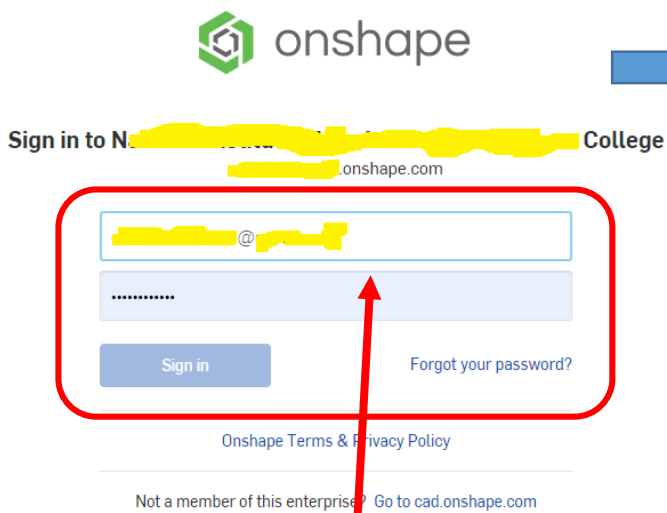 onshape
Sign in to Na College
.onshape.com
@
••••••••••••
Sign in
Forgot your password?
Onshape Terms & Privacy Policy
Not a member of this enterprise? Go to cad.onshape.com